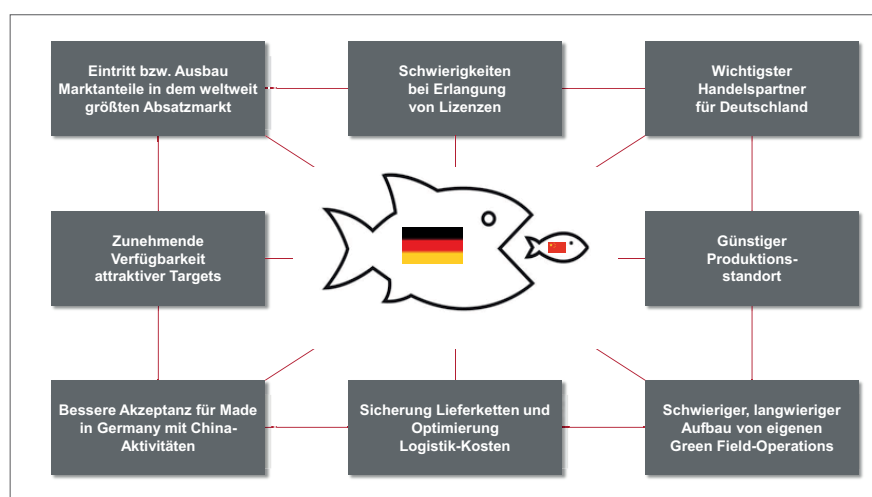 Eintritt bzw. Ausbau
Marktanteile in dem weltweit
größten Absatzmarkt
Schwierigkeiten
bei Erlangung
von Lizenzen
Wichtigster
Handelspartner
für Deutschland
Zunehmende
Verfügbarkeit
attraktiver Targets
Günstiger
Produktions-
standort
Bessere Akzeptanz für Made
in Germany mit China-
Aktivitäten
Sicherung Lieferketten und
Optimierung
Logistik-Kosten
Schwieriger, langwieriger
Aufbau von eigenen
Green Field-Operations